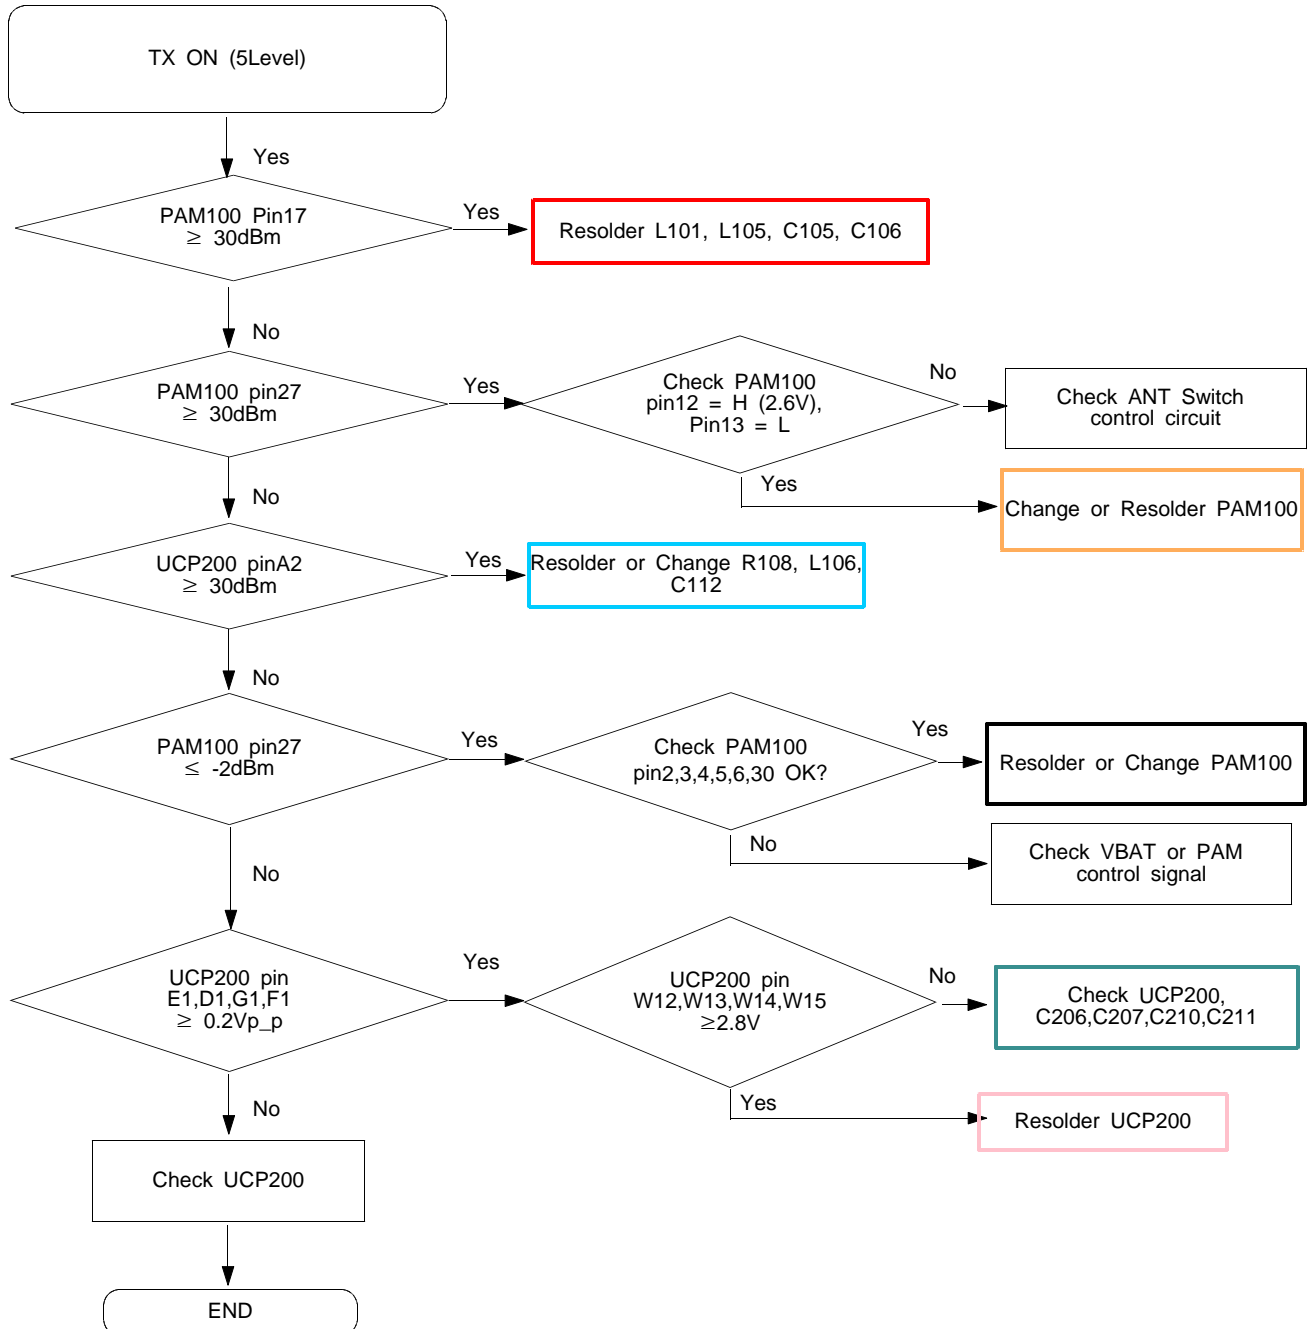 TX ON (5Level)
Yes
PAM100 Pin17
≥ 30dBm
Yes
Resolder L101, L105, C105, C106
No
PAM100 pin27
≥ 30dBm
Yes
Check PAM100
pin12 = H (2.6V),
Pin13 = L
No
Check ANT Switch
control circuit
Yes
Change or Resolder PAM100
No
UCP200 pinA2
≥ 30dBm
Yes
Resolder or Change R108, L106,
C112
No
PAM100 pin27
≤ -2dBm
Yes
Check PAM100
pin2,3,4,5,6,30 OK?
Yes
Resolder or Change PAM100
No
Check VBAT or PAM
control signal
No
UCP200 pin
E1,D1,G1,F1
≥ 0.2Vp_p
Yes
UCP200 pin
W12,W13,W14,W15
≥2.8V
No
Check UCP200,
C206,C207,C210,C211
Yes
Resolder UCP200
No
Check UCP200
END